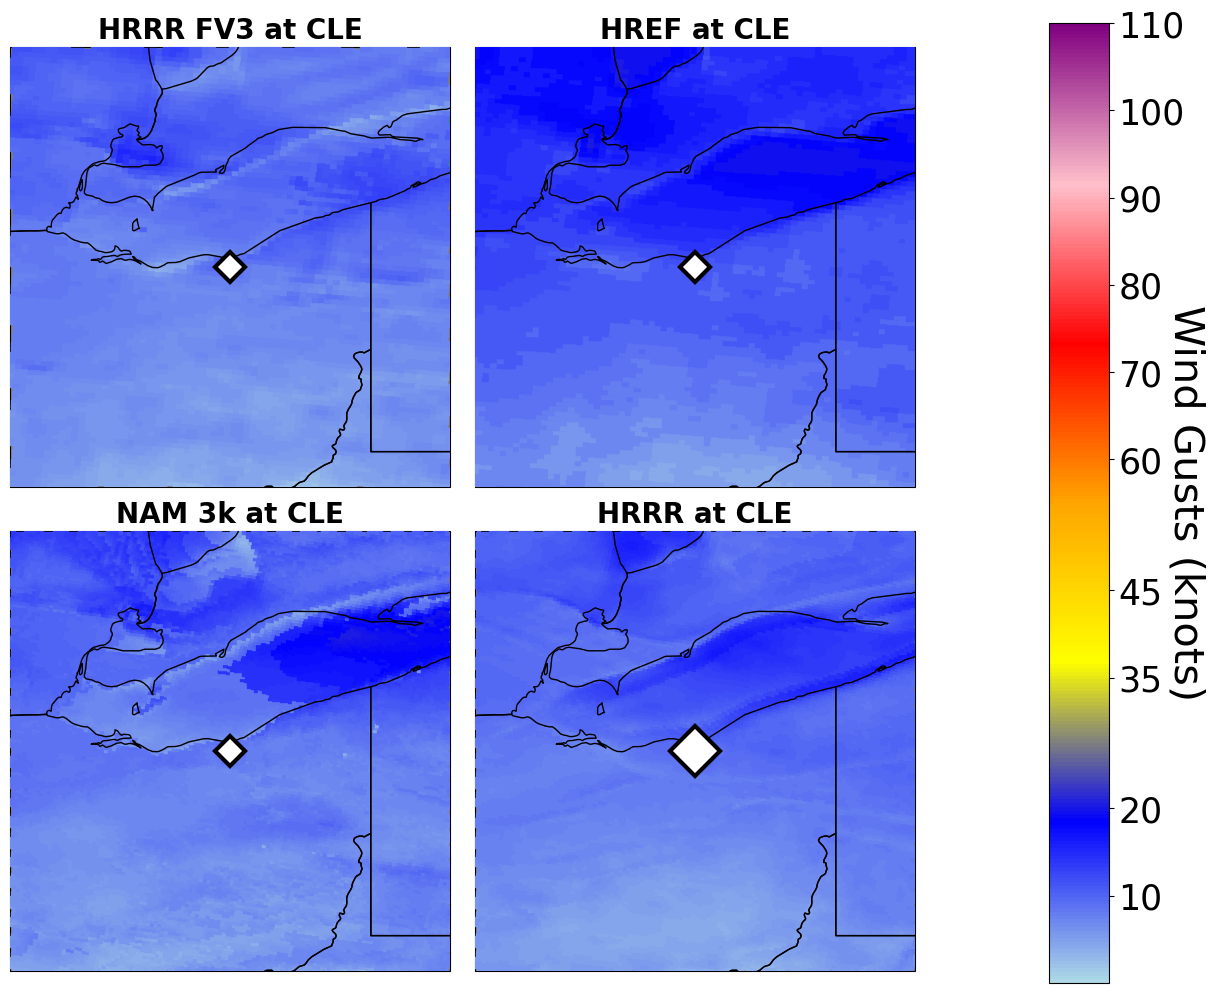 HRRR FV3 at CLE
HREF at CLE
NAM 3k at CLE
HRRR at CLE
110
100
90
80
70
60
45
35
20
10
Wind Gusts (knots)